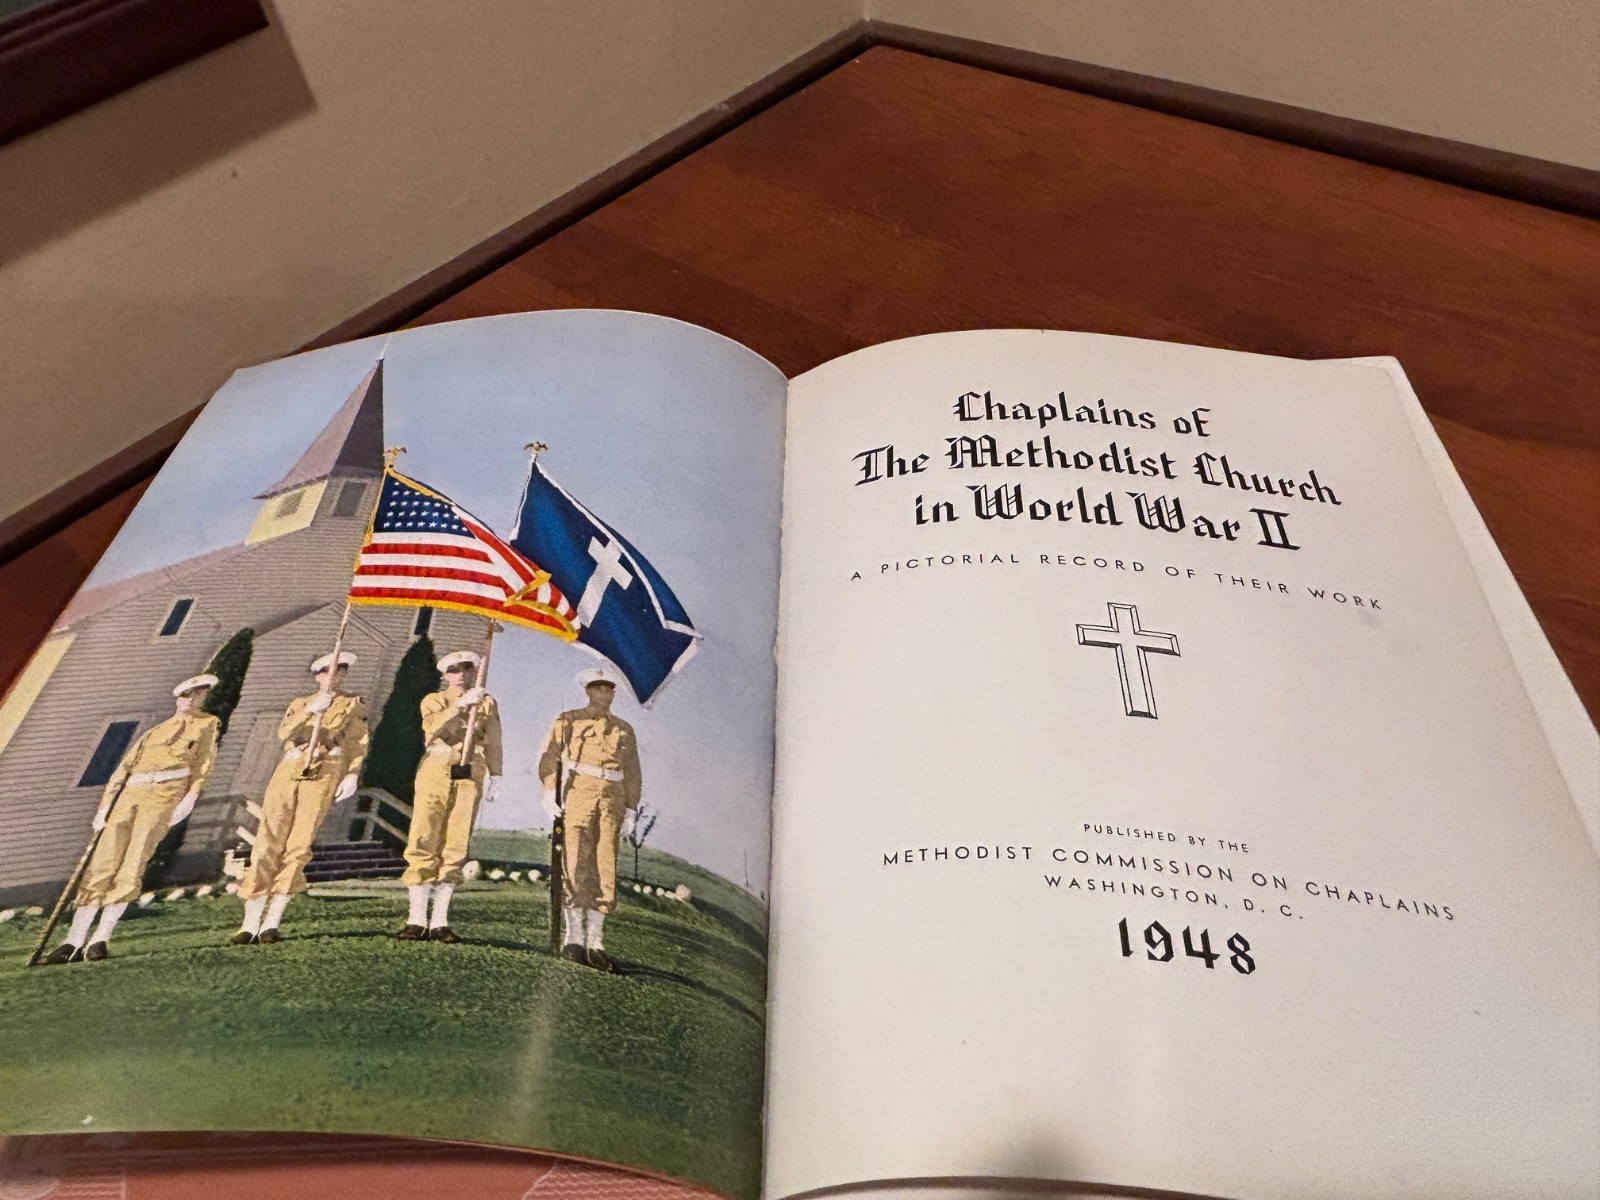 Chaplains of
The Methodist Church
in World War II
A PICTORIAL RECORD OF THEIR WORK
PUBLISHED BY THE
METHODIST COMMISSION ON CHAPLAINS
WASHINGTON, D. C.
1948